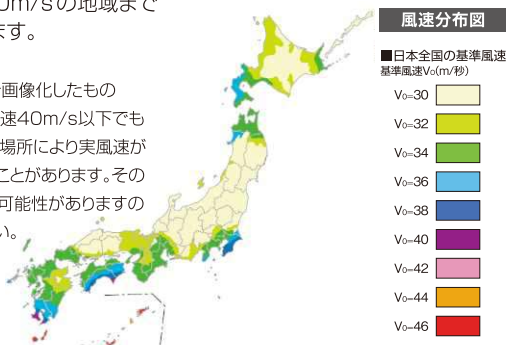 0m/sの地域まで
ます。
画像化したもの
速40m/s以下でも
場所により実風速が
ことがあります。その
可能性がありますの
い。
風速分布図
■日本全国の基準風速
基準風速V₀(m/秒)
V₀=30
V₀=32
V₀=34
V₀=36
V₀=38
V₀=40
V₀=42
V₀=44
V₀=46